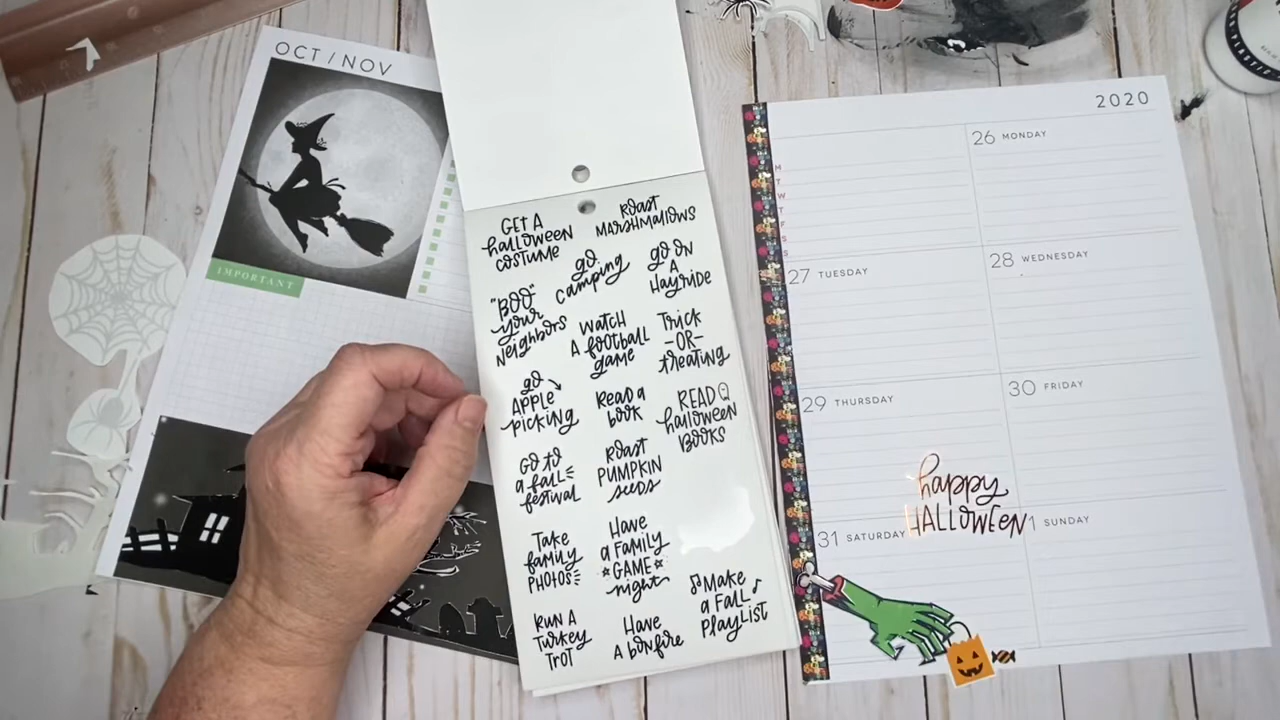 OCT / NOV
IMPORTANT
GET A
halloween
COSTUME
ROAST
MARSHMALLOWS
go
camping
go on
A
HayRIDE
"BOO"
your
Neighbors
WATCH
A football
game
TRICK
-OR-
treating
go
APPLE
picking
Read a
book
READ
halloween
BOOKS
Go to
a fall
festival
Roast
PUMPKIN
seeds
Take
family
PHOTOS
Have
a Family
GAME
night
Make
a Fall
PlayList
RUN A
TURKEY
TROT
Have
A bonfire
2020
M
T
W
T
F
S
S
26 MONDAY
27 TUESDAY
28 WEDNESDAY
29 THURSDAY
30 FRIDAY
happy
HALLOWEEN
31 SATURDAY
1 SUNDAY